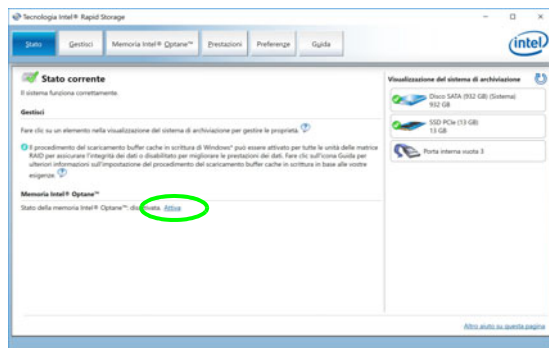 Tecnologia Intel® Rapid Storage
Stato
Gestisci
Memoria Intel® Optane™
Prestazioni
Preferenze
Guida
intel
Stato corrente
Il sistema funziona correttamente.
Gestisci
Fare clic su un elemento nella visualizzazione del sistema di archiviazione per gestire le proprietà.
Il procedimento del scaricamento buffer cache in scrittura di Windows* può essere attivato per tutte le unità delle matrice
RAID per assicurare l'integrità dei dati o disabilitato per migliorare le prestazioni dei dati. Fare clic sull'icona Guida per
ulteriori informazioni sull'impostazione del procedimento del scaricamento buffer cache in scrittura in base alle vostre
esigenze.
Memoria Intel® Optane™
Stato della memoria Intel® Optane™: disattivata. Attiva
Visualizzazione del sistema di archiviazione
Disco SATA (932 GB) (Sistema)
932 GB
SSD PCIe (13 GB)
13 GB
Porta interna vuota 3
Altro aiuto su questa pagina